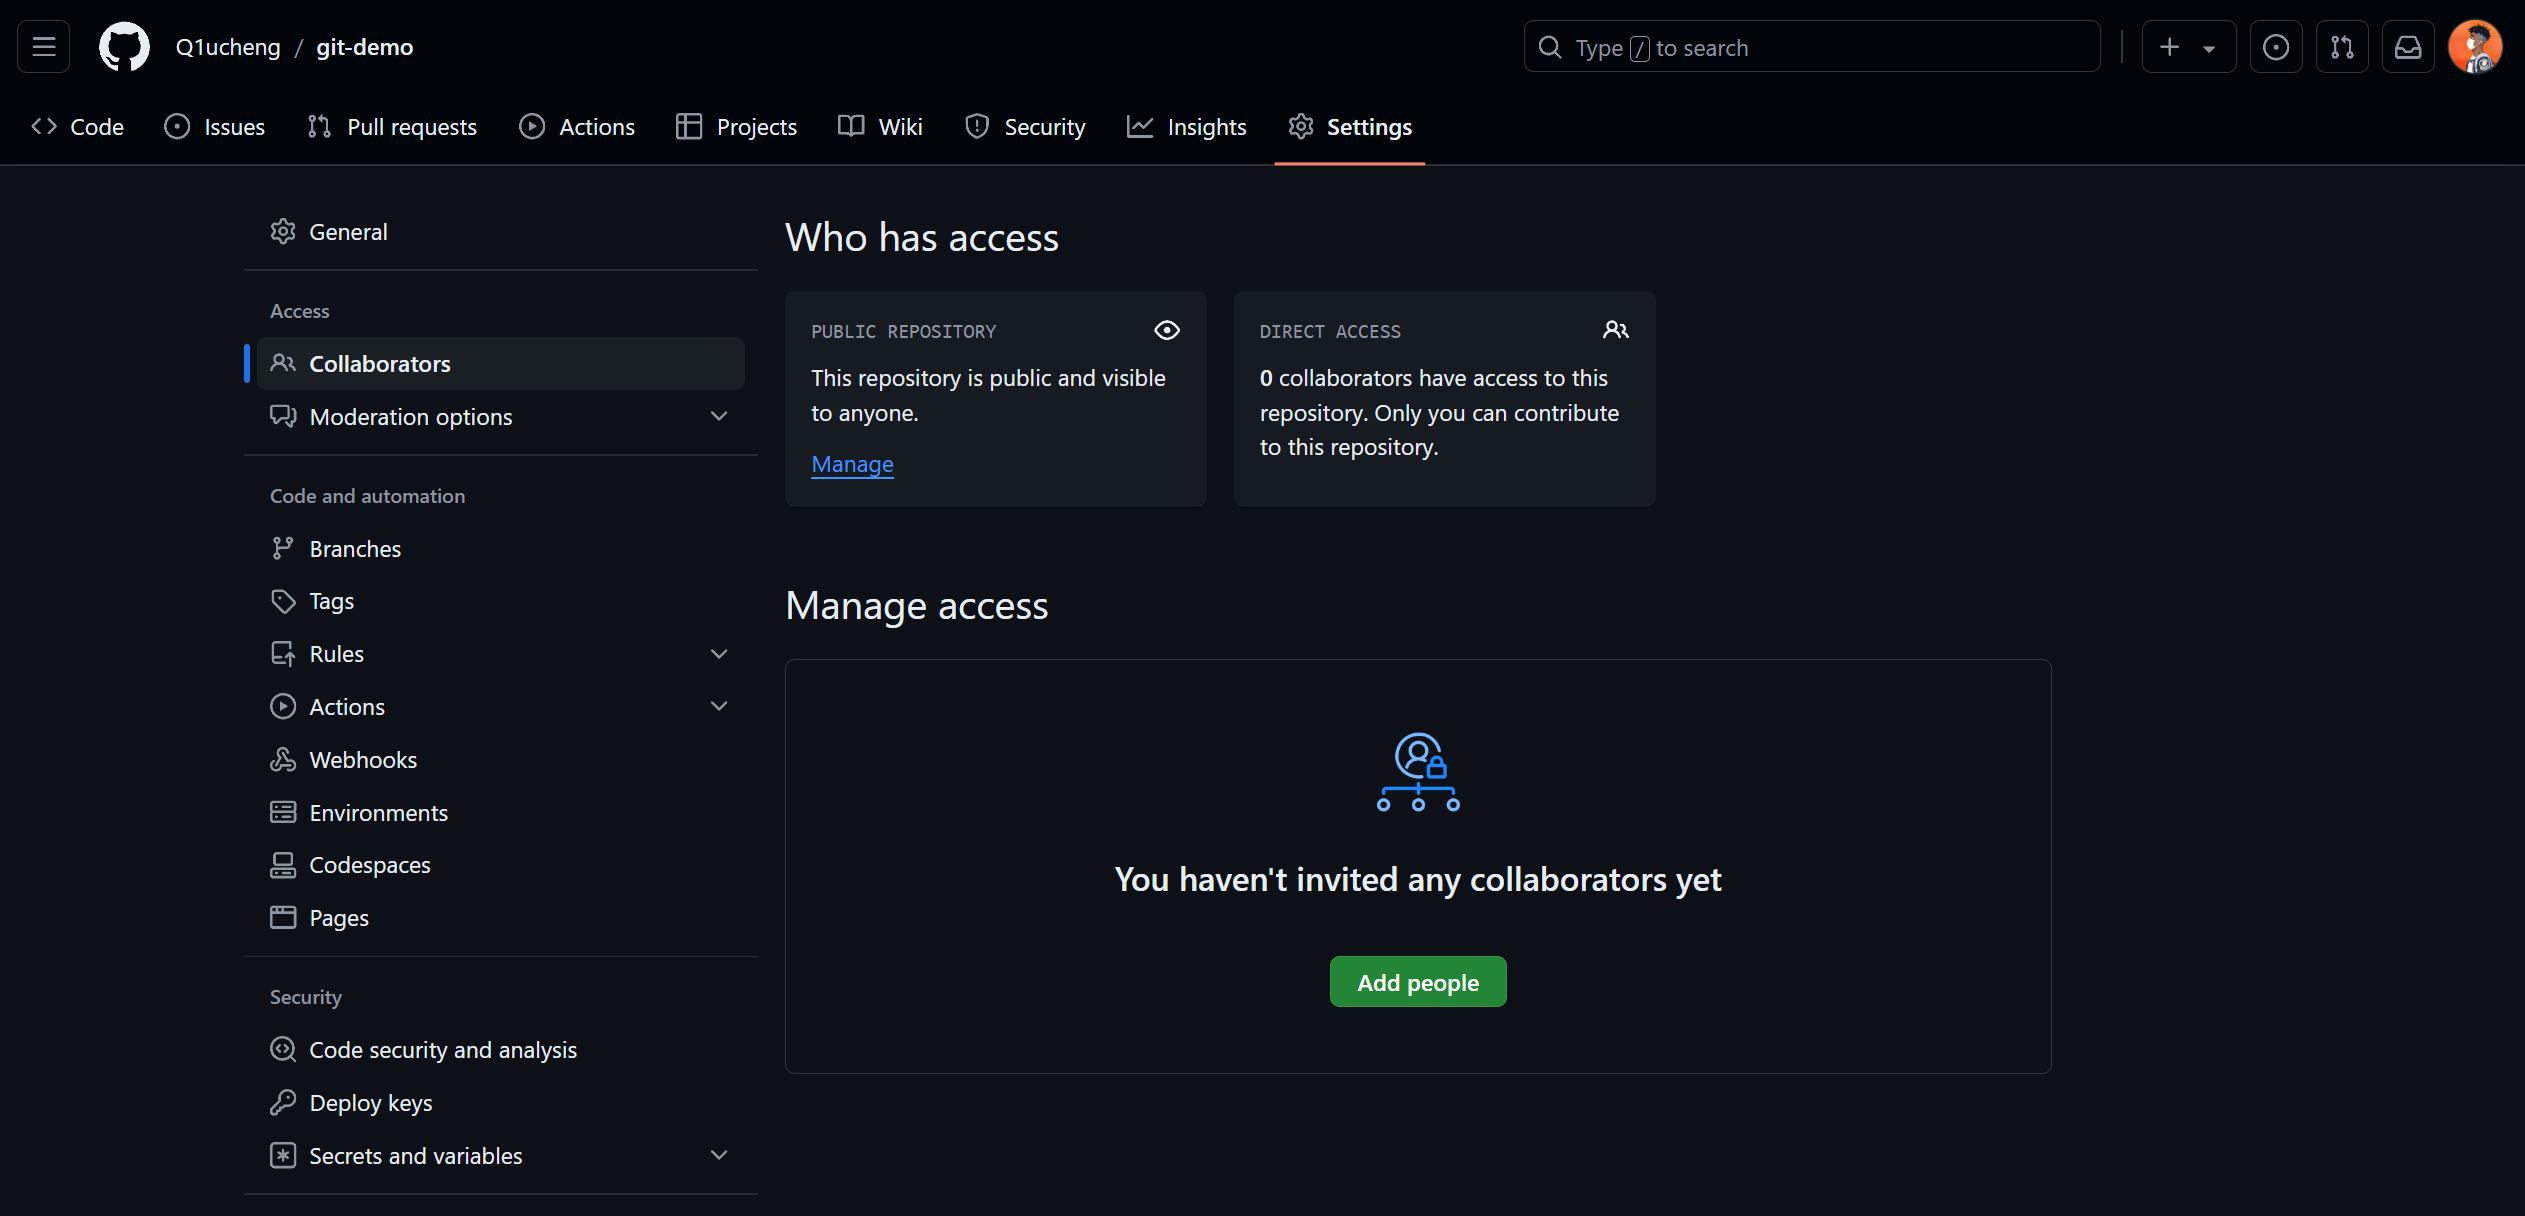 Q1ucheng / git-demo
Type / to search
Code
Issues
Pull requests
Actions
Projects
Wiki
Security
Insights
Settings
General
Access
Collaborators
Moderation options
Code and automation
Branches
Tags
Rules
Actions
Webhooks
Environments
Codespaces
Pages
Security
Code security and analysis
Deploy keys
Secrets and variables
Who has access
PUBLIC REPOSITORY
This repository is public and visible
to anyone.
Manage
DIRECT ACCESS
0 collaborators have access to this
repository. Only you can contribute
to this repository.
Manage access
You haven't invited any collaborators yet
Add people